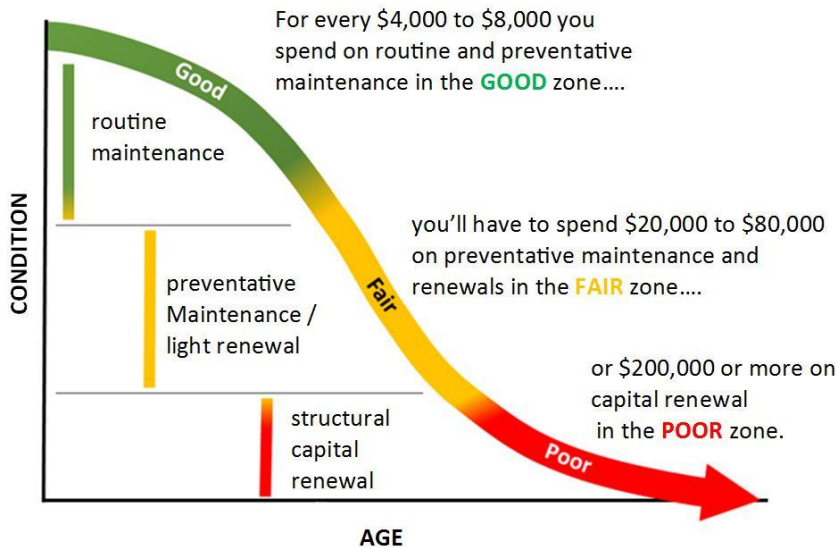 For every $4,000 to $8,000 you
spend on routine and preventative
maintenance in the GOOD zone....
Good
routine
maintenance
you'll have to spend $20,000 to $80,000
on preventative maintenance and
renewals in the FAIR zone....
Fair
preventative
Maintenance /
light renewal
CONDITION
or $200,000 or more on
capital renewal
in the POOR zone.
structural
capital
renewal
Poor
AGE